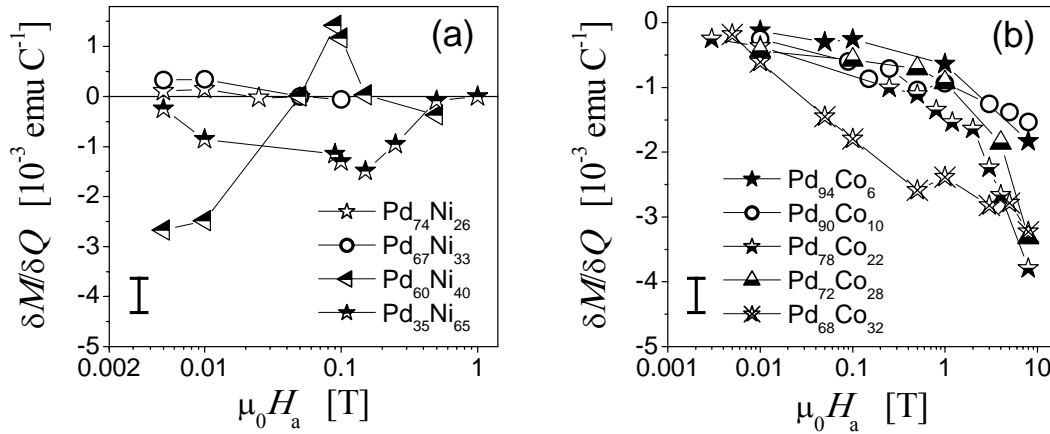 (a)
δM/δQ [10⁻³ emu C⁻¹]
1
0
-1
-2
-3
-4
-5
Pd₇₄Ni₂₆
Pd₆₇Ni₃₃
Pd₆₀Ni₄₀
Pd₃₅Ni₆₅
0.002
0.01
0.1
1
μ₀Hₐ [T]
(b)
δM/δQ [10⁻³ emu C⁻¹]
0
-1
-2
-3
-4
-5
Pd₉₄Co₆
Pd₉₀Co₁₀
Pd₇₈Co₂₂
Pd₇₂Co₂₈
Pd₆₈Co₃₂
0.001
0.01
0.1
1
10
μ₀Hₐ [T]